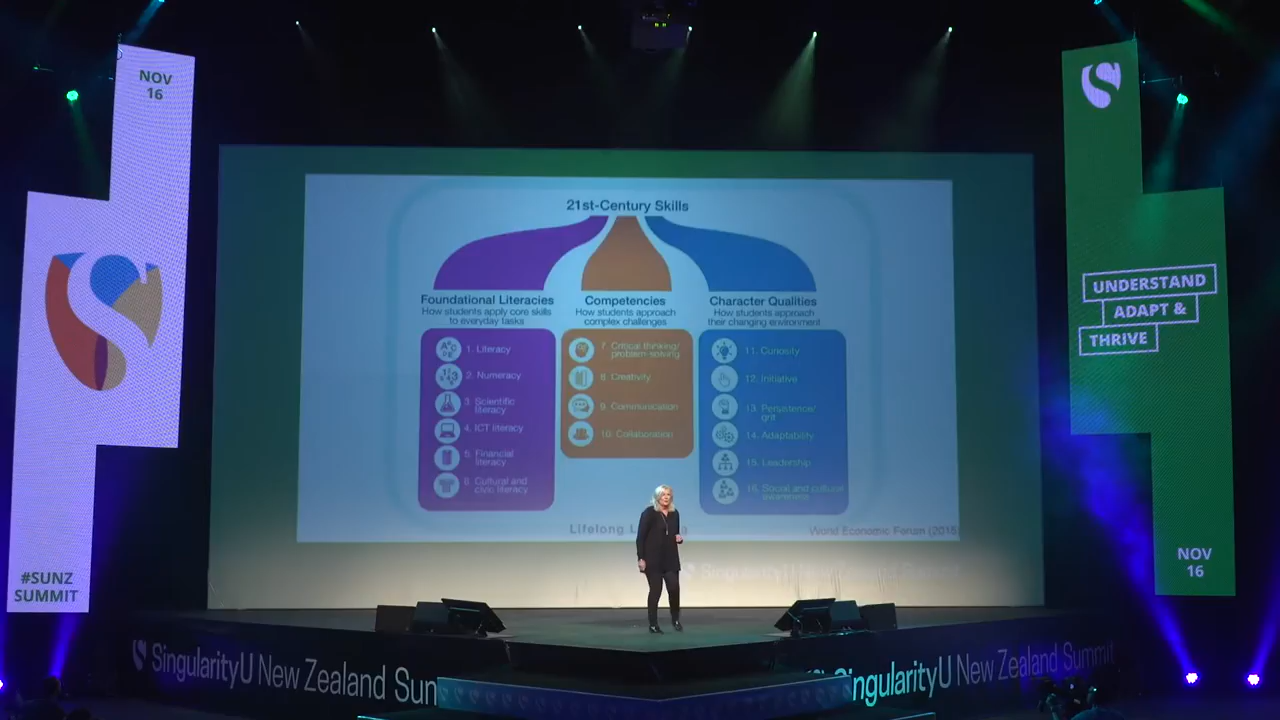 NOV
16
#SUNZ
SUMMIT
21st-Century Skills
Foundational Literacies
How students apply core skills
to everyday tasks
1. Literacy
2. Numeracy
3. Scientific
literacy
4. ICT literacy
5. Financial
literacy
6. Cultural and
civic literacy
Competencies
How students approach
complex challenges
7. Critical thinking/
problem-solving
8. Creativity
9. Communication
10. Collaboration
Character Qualities
How students approach
their changing environment
11. Curiosity
12. Initiative
13. Persistence/
grit
14. Adaptability
15. Leadership
16. Social and cultural
awareness
Lifelong
World Economic Forum (2015
UNDERSTAND
ADAPT &
THRIVE
NOV
16
SingularityU New Zealand Sum
ngularityU New Zealand Summit